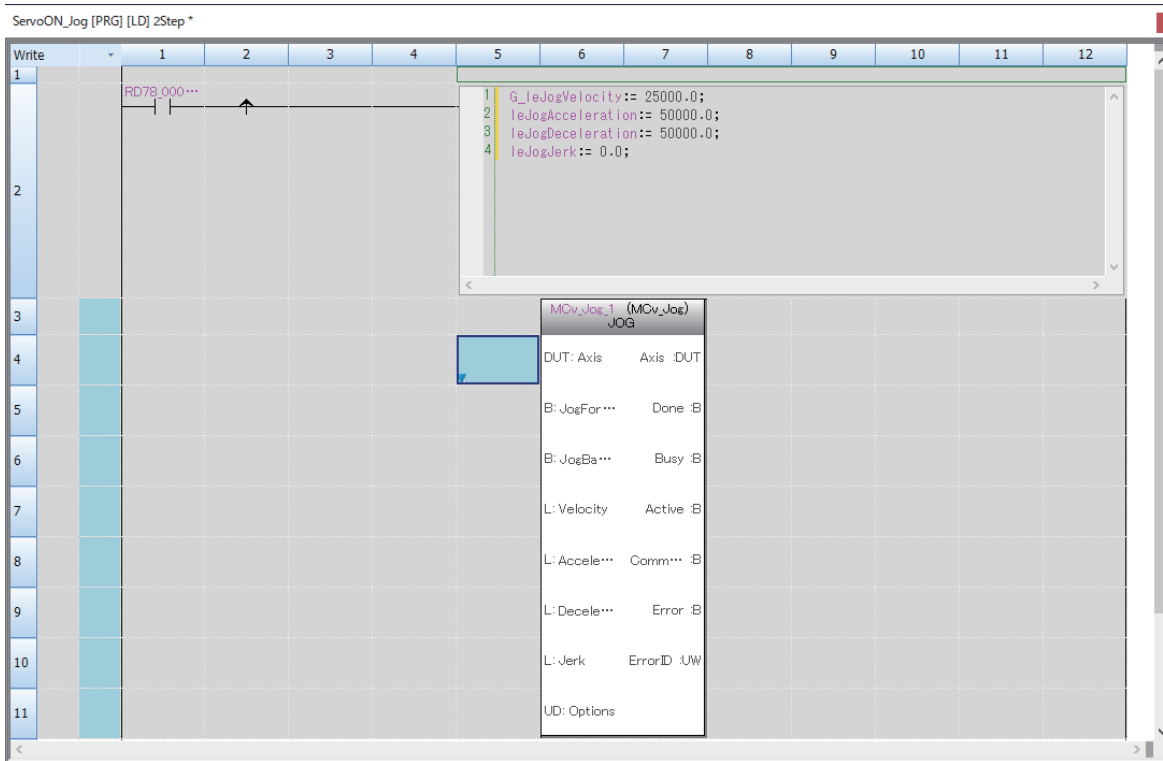 ServoON_Jog [PRG] [LD] 2Step *
Write 1 2 3 4 5 6 7 8 9 10 11 12
1
RD78_000…
1 G_leJogVelocity:= 25000.0;
2 leJogAcceleration:= 50000.0;
3 leJogDeceleration:= 50000.0;
4 leJogJerk:= 0.0;
2
3 MCv_Jog_1 (MCv_Jog)
JOG
4 DUT: Axis Axis :DUT
5 B: JogFor… Done :B
6 B: JogBa… Busy :B
7 L: Velocity Active :B
8 L: Accele… Comm… :B
9 L: Decele… Error :B
10 L: Jerk ErrorID :UW
11 UD: Options